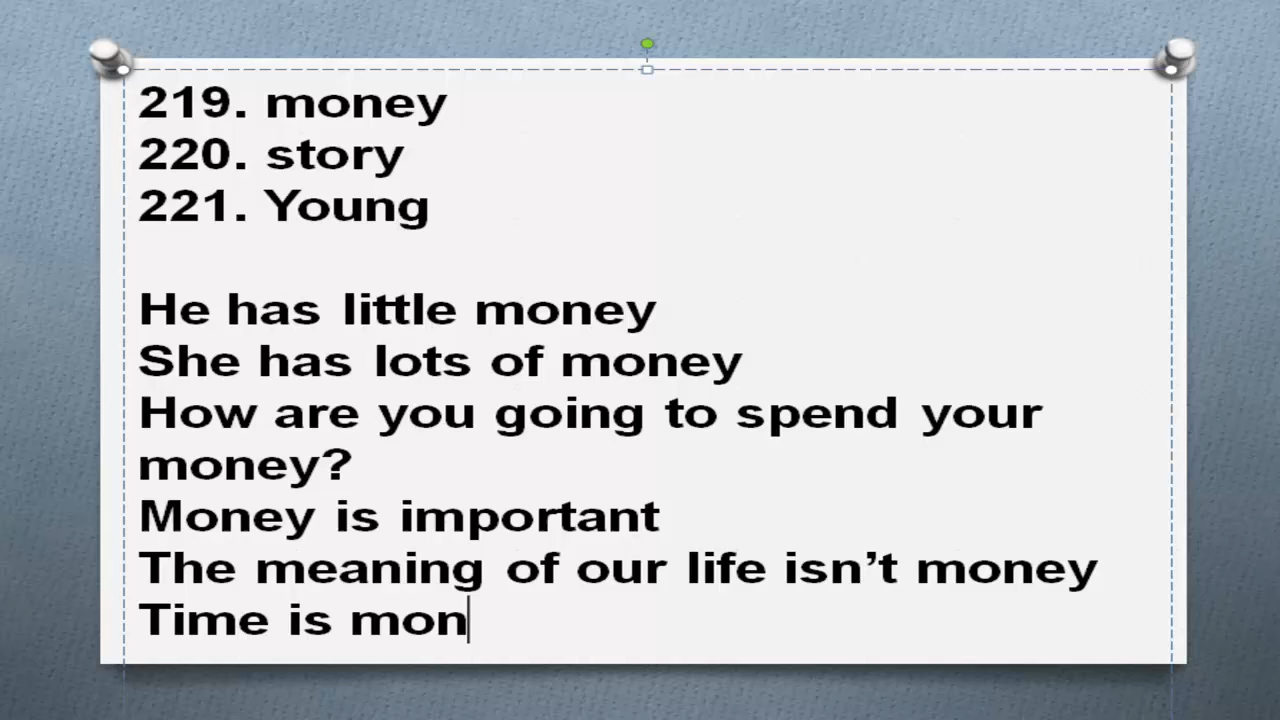 219. money
220. story
221. Young
He has little money
She has lots of money
How are you going to spend your
money?
Money is important
The meaning of our life isn’t money
Time is mon